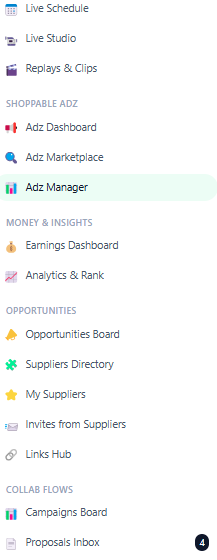 Live Schedule
Live Studio
Replays & Clips
SHOPPABLE ADZ
Adz Dashboard
Adz Marketplace
Adz Manager
MONEY & INSIGHTS
Earnings Dashboard
Analytics & Rank
OPPORTUNITIES
Opportunities Board
Suppliers Directory
My Suppliers
Invites from Suppliers
Links Hub
COLLAB FLOWS
Campaigns Board
Proposals Inbox 4